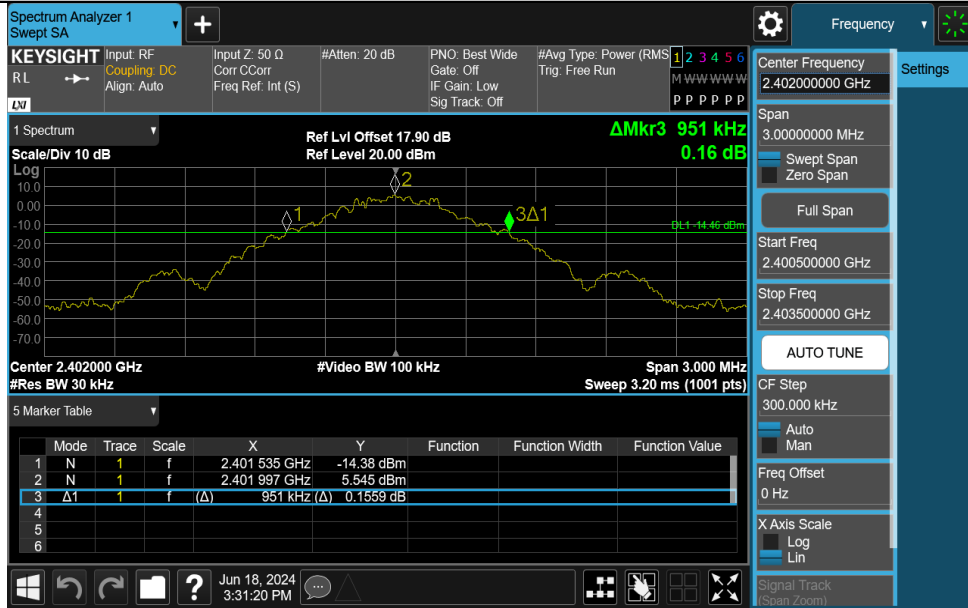 Spectrum Analyzer 1
Swept SA
+
Frequency
KEYSIGHT
RL
LXI
Input: RF
Coupling: DC
Align: Auto
Input Z: 50 Ω
Corr CCorr
Freq Ref: Int (S)
#Atten: 20 dB
PNO: Best Wide
Gate: Off
IF Gain: Low
Sig Track: Off
#Avg Type: Power (RMS
Trig: Free Run
1 2 3 4 5 6
M W W W W W
P P P P P P
1 Spectrum
Scale/Div 10 dB
Ref Lvl Offset 17.90 dB
Ref Level 20.00 dBm
ΔMkr3 951 kHz
0.16 dB
Log
10.0
0.00
-10.0
-20.0
-30.0
-40.0
-50.0
-60.0
-70.0
1
2
3Δ1
DL1 -14.46 dBm
Center 2.402000 GHz
#Res BW 30 kHz
#Video BW 100 kHz
Span 3.000 MHz
Sweep 3.20 ms (1001 pts)
5 Marker Table
Mode Trace Scale X Y Function Function Width Function Value
1 N 1 f 2.401 535 GHz -14.38 dBm
2 N 1 f 2.401 997 GHz 5.545 dBm
3 Δ1 1 f (Δ) 951 kHz (Δ) 0.1559 dB
4
5
6
Center Frequency
2.402000000 GHz
Settings
Span
3.00000000 MHz
Swept Span
Zero Span
Full Span
Start Freq
2.400500000 GHz
Stop Freq
2.403500000 GHz
AUTO TUNE
CF Step
300.000 kHz
Auto
Man
Freq Offset
0 Hz
X Axis Scale
Log
Lin
Signal Track
(Span Zoom)
?
Jun 18, 2024
3:31:20 PM